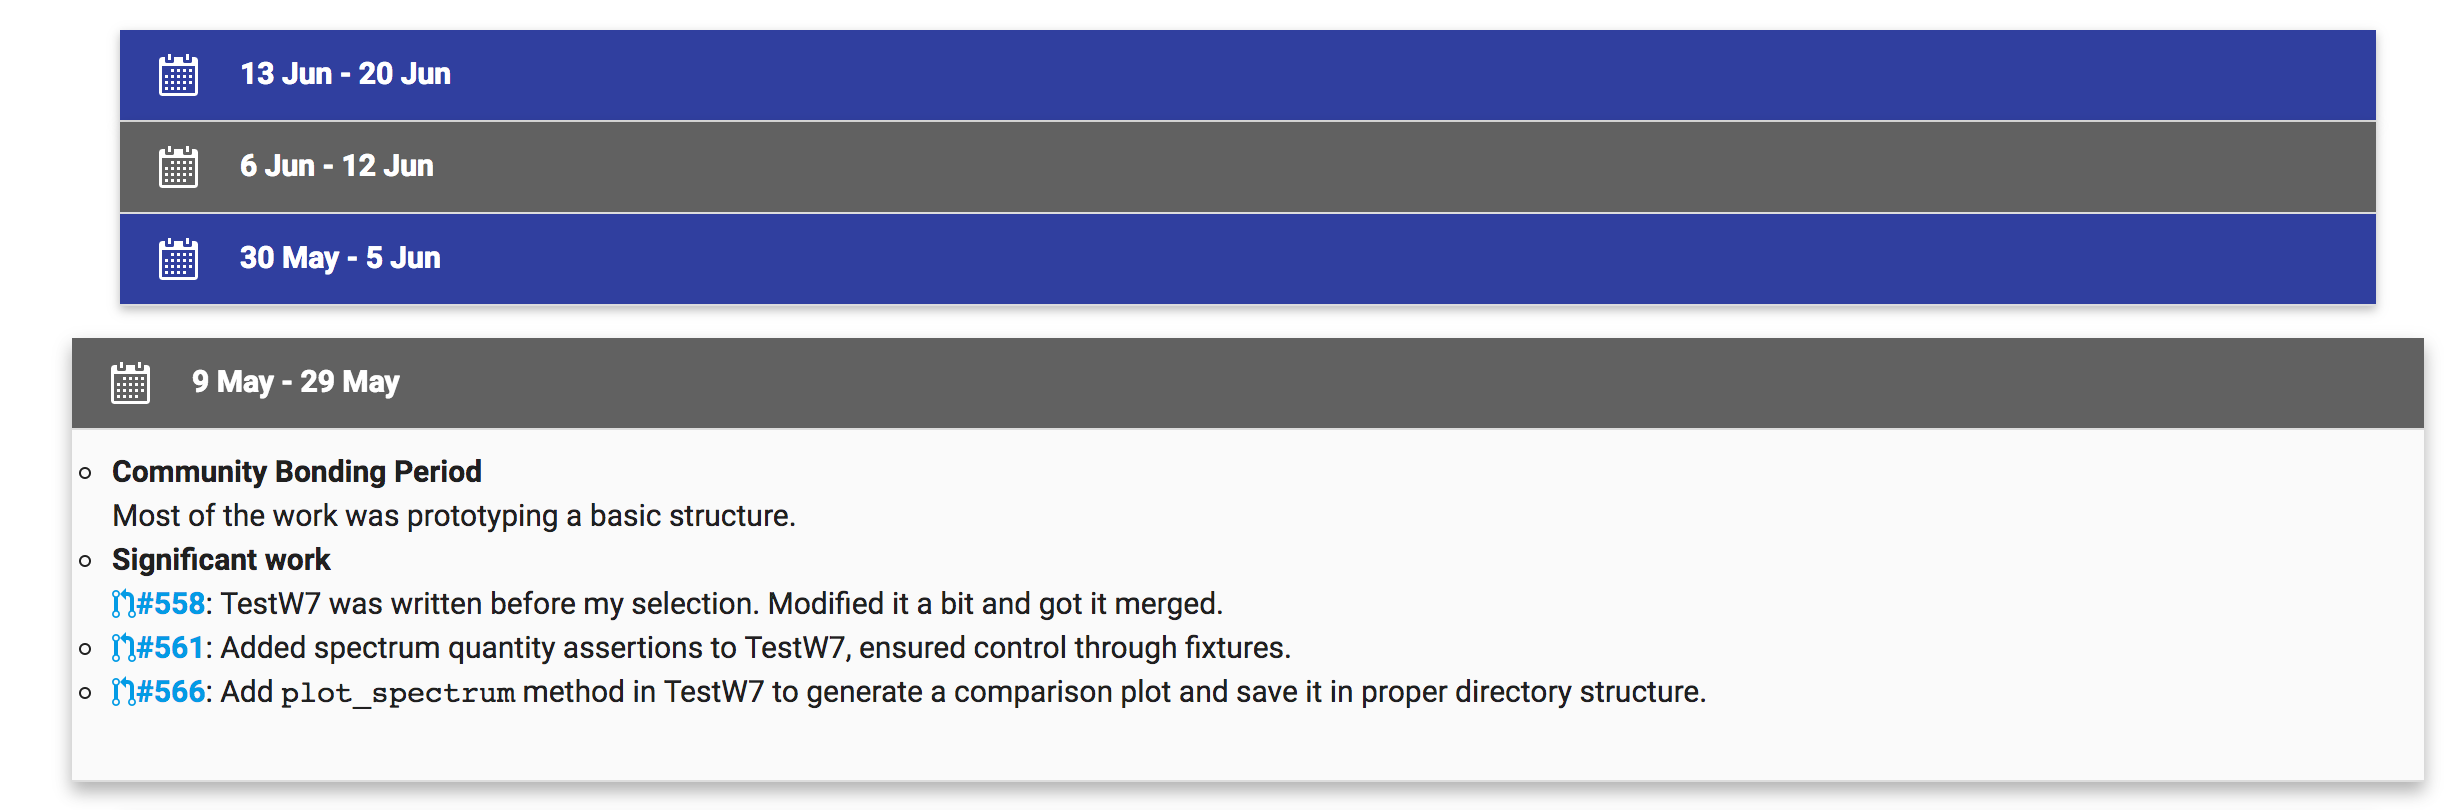 13 Jun - 20 Jun
6 Jun - 12 Jun
30 May - 5 Jun
9 May - 29 May
Community Bonding Period
Most of the work was prototyping a basic structure.
Significant work
#558: TestW7 was written before my selection. Modified it a bit and got it merged.
#561: Added spectrum quantity assertions to TestW7, ensured control through fixtures.
#566: Add plot_spectrum method in TestW7 to generate a comparison plot and save it in proper directory structure.